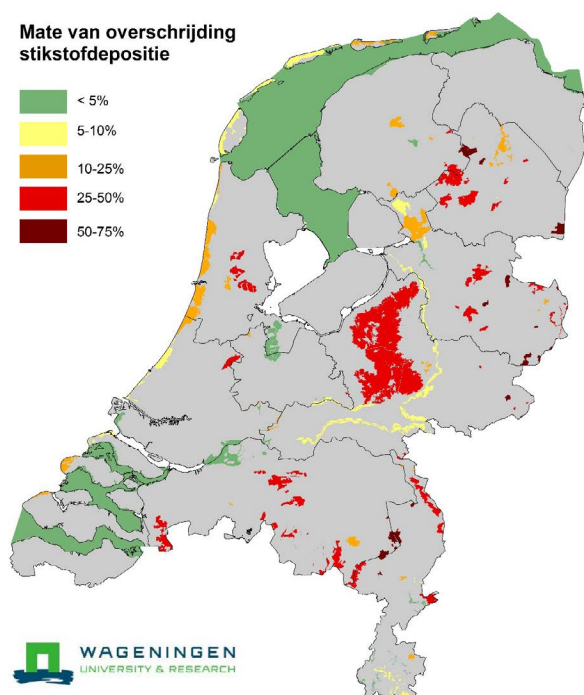 Mate van overschrijding
stikstofdepositie
< 5%
5-10%
10-25%
25-50%
50-75%
WAGENINGEN
UNIVERSITY & RESEARCH